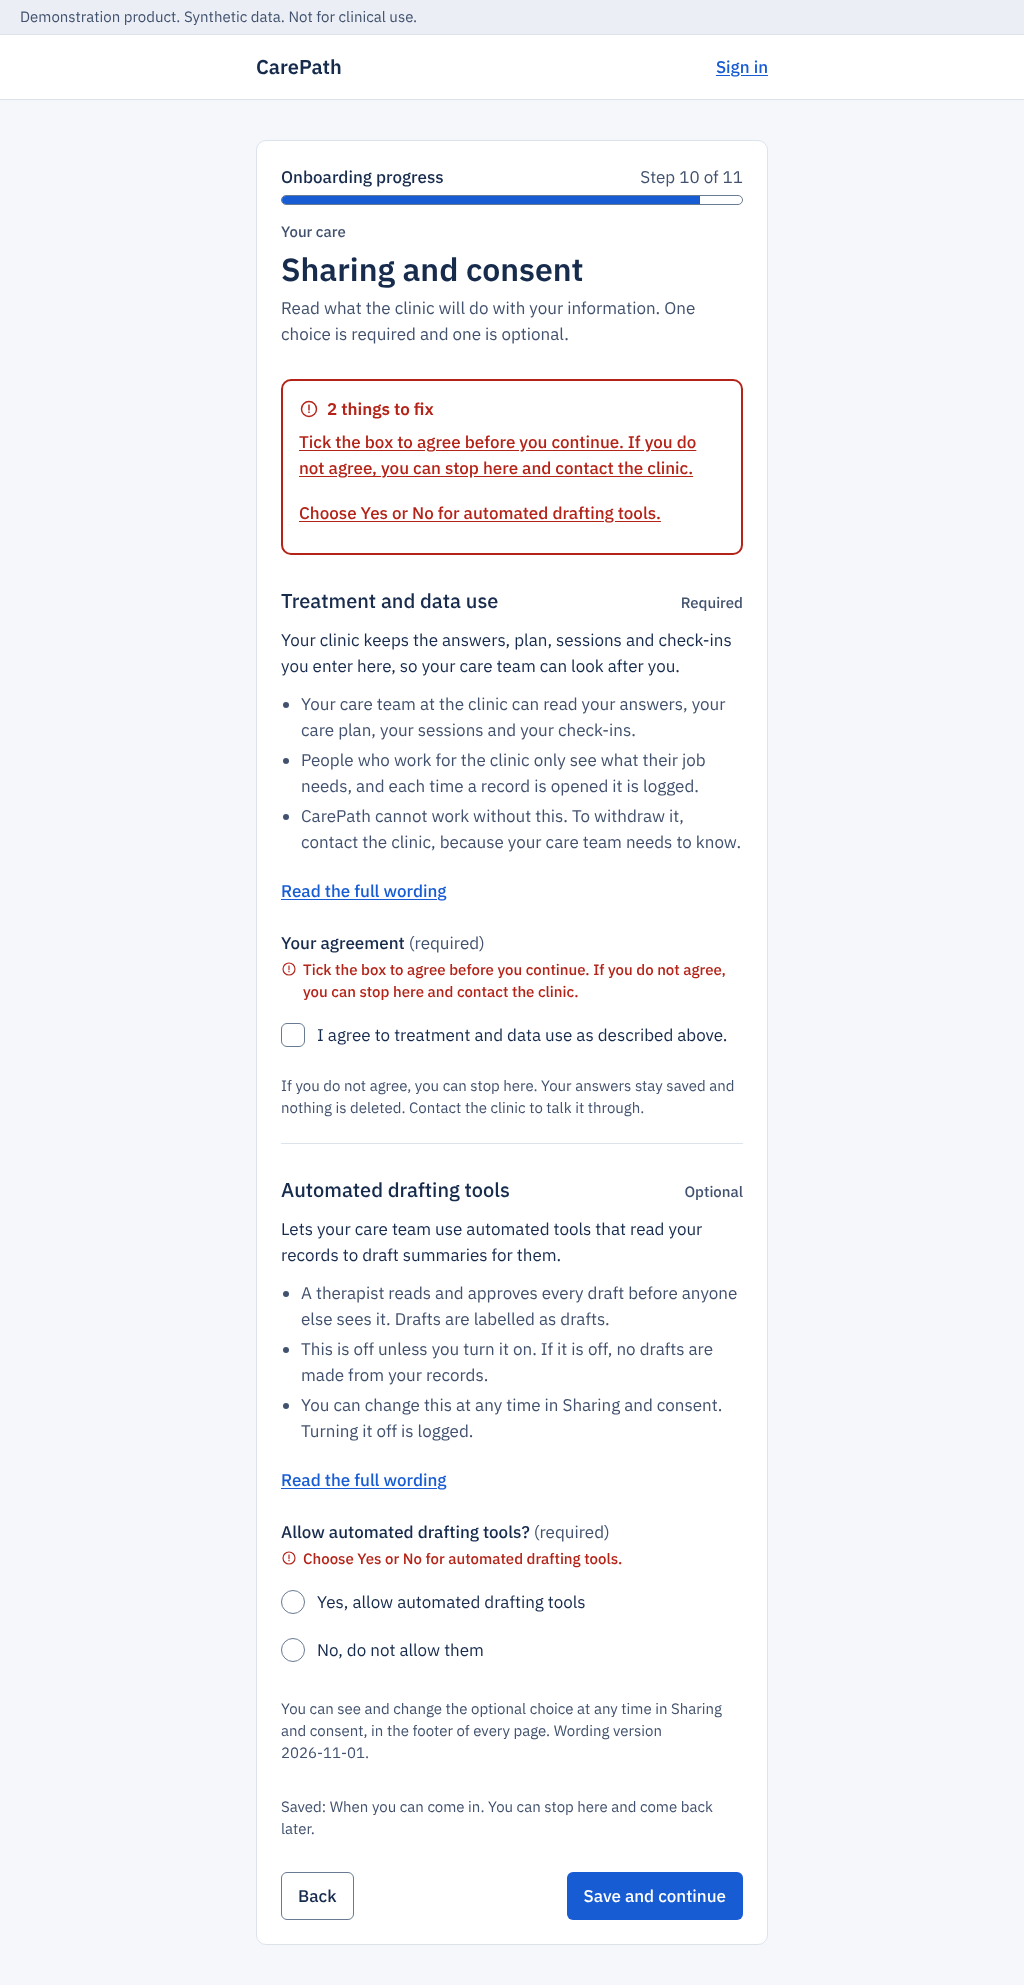 Demonstration product. Synthetic data. Not for clinical use.
CarePath
Sign in
Onboarding progress
Step 10 of 11
Your care
Sharing and consent
Read what the clinic will do with your information. One
choice is required and one is optional.
2 things to fix
Tick the box to agree before you continue. If you do
not agree, you can stop here and contact the clinic.
Choose Yes or No for automated drafting tools.
Treatment and data use
Required
Your clinic keeps the answers, plan, sessions and check-ins
you enter here, so your care team can look after you.
• Your care team at the clinic can read your answers, your
care plan, your sessions and your check-ins.
• People who work for the clinic only see what their job
needs, and each time a record is opened it is logged.
• CarePath cannot work without this. To withdraw it,
contact the clinic, because your care team needs to know.
Read the full wording
Your agreement (required)
Tick the box to agree before you continue. If you do not agree,
you can stop here and contact the clinic.
I agree to treatment and data use as described above.
If you do not agree, you can stop here. Your answers stay saved and
nothing is deleted. Contact the clinic to talk it through.
Automated drafting tools
Optional
Lets your care team use automated tools that read your
records to draft summaries for them.
• A therapist reads and approves every draft before anyone
else sees it. Drafts are labelled as drafts.
• This is off unless you turn it on. If it is off, no drafts are
made from your records.
• You can change this at any time in Sharing and consent.
Turning it off is logged.
Read the full wording
Allow automated drafting tools? (required)
Choose Yes or No for automated drafting tools.
Yes, allow automated drafting tools
No, do not allow them
You can see and change the optional choice at any time in Sharing
and consent, in the footer of every page. Wording version
2026-11-01.
Saved: When you can come in. You can stop here and come back
later.
Back
Save and continue